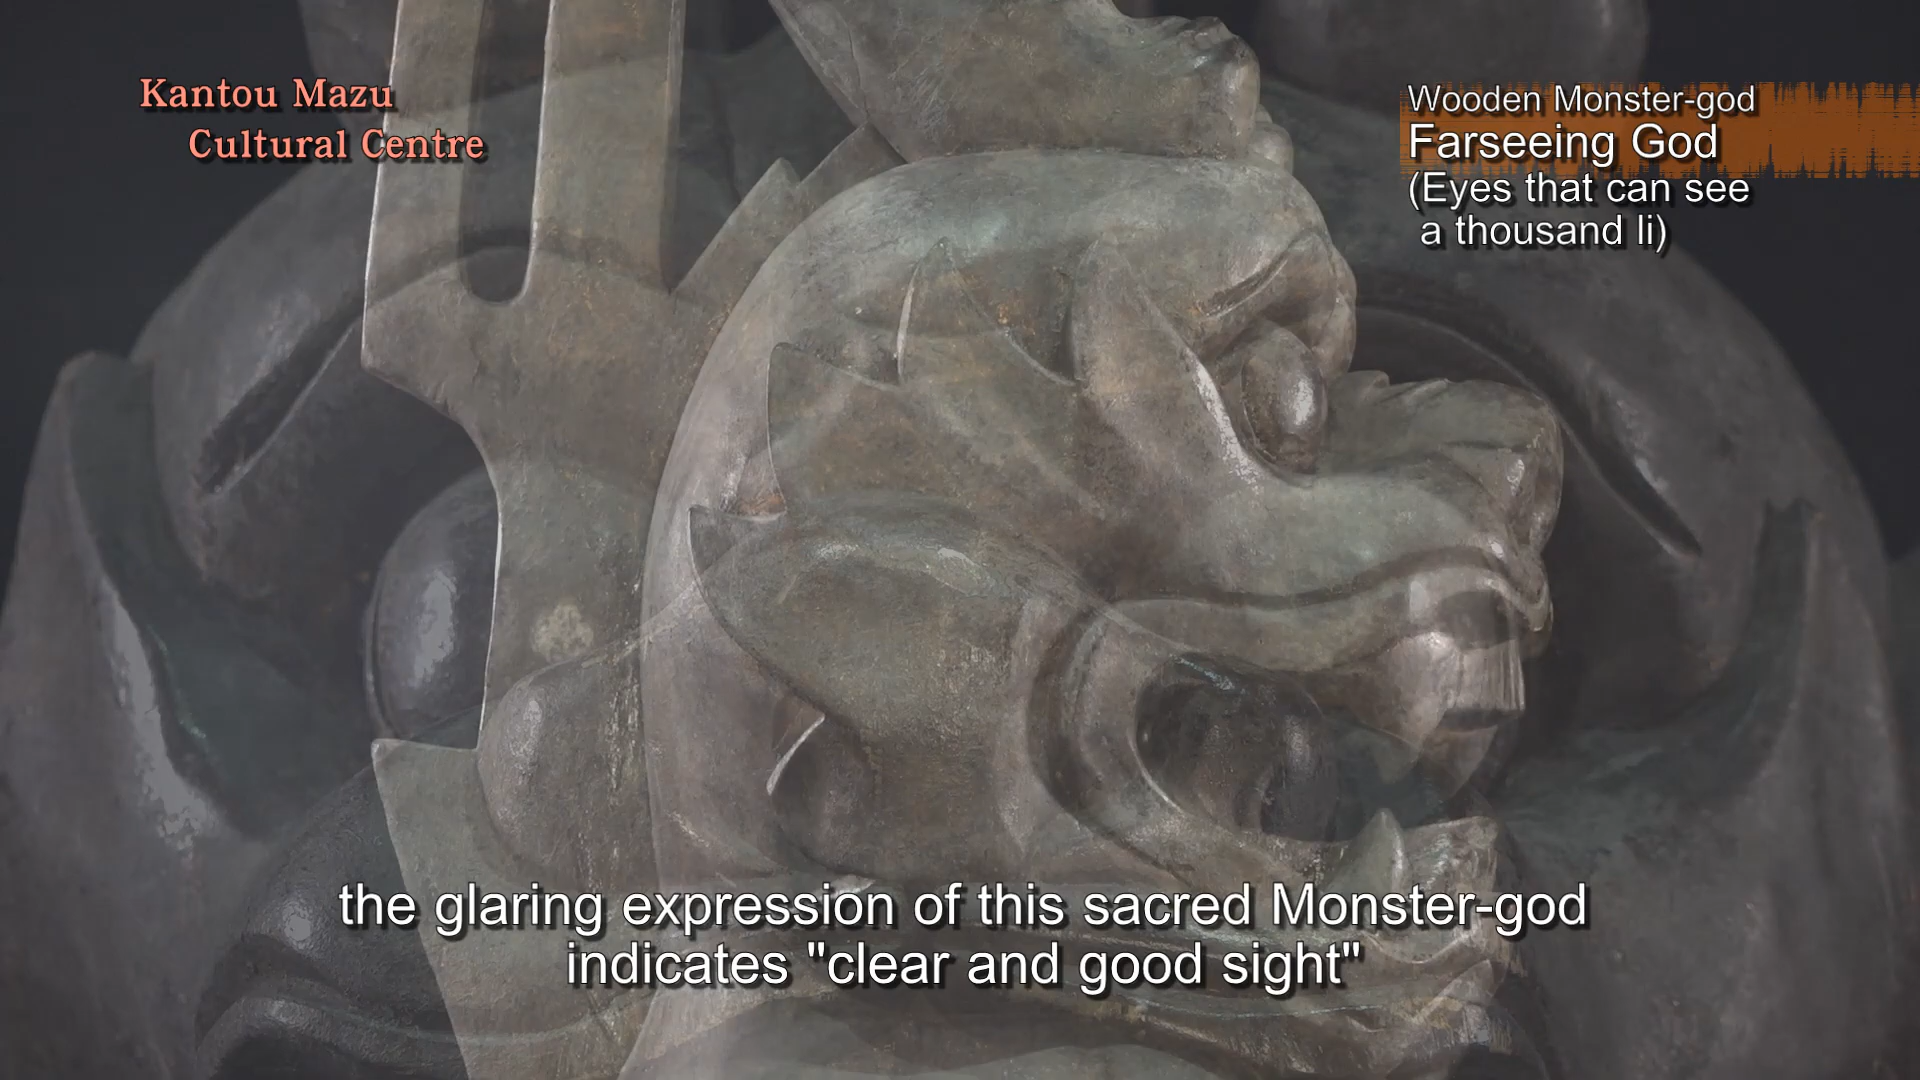 Kantou Mazu
Cultural Centre
Wooden Monster-god
Farseeing God
(Eyes that can see
a thousand li)
the glaring expression of this sacred Monster-god
indicates "clear and good sight"